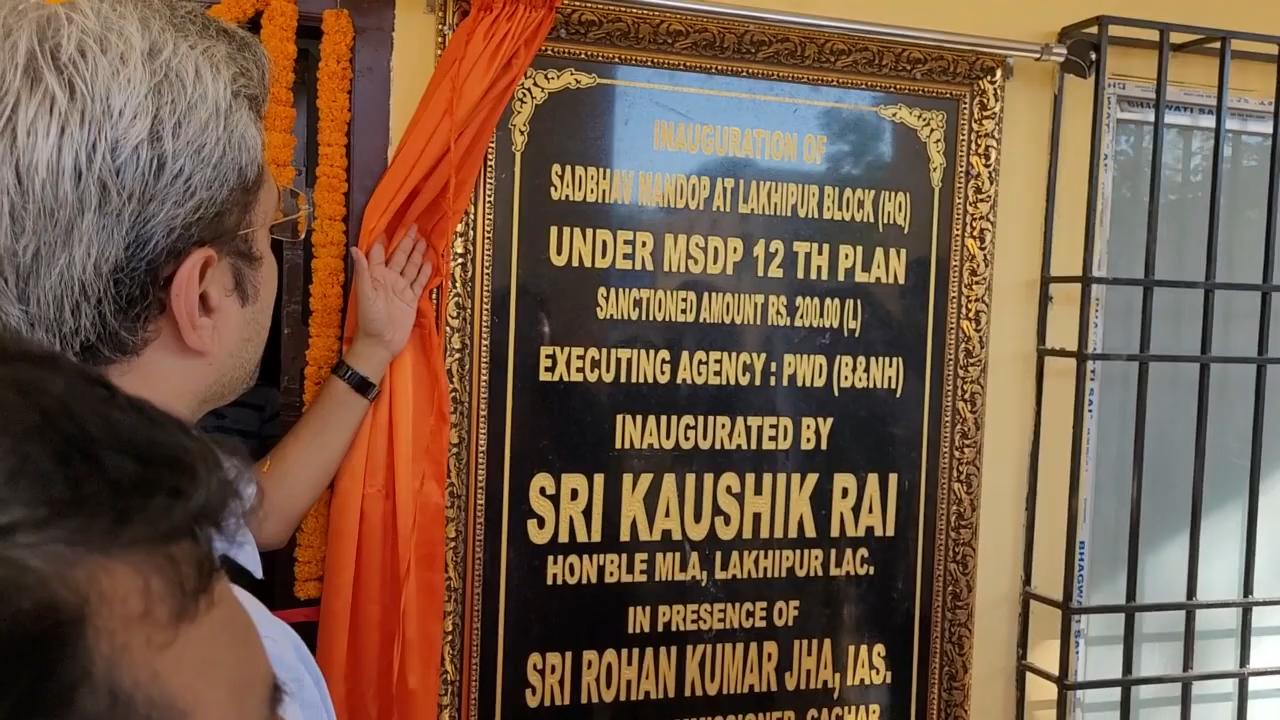 INAUGURATION OF
SADBHAV MANDOP AT LAKHIPUR BLOCK (HQ)
UNDER MSDP 12 TH PLAN
SANCTIONED AMOUNT RS. 200.00 (L)
EXECUTING AGENCY : PWD (B&NH)
INAUGURATED BY
SRI KAUSHIK RAI
HON'BLE MLA, LAKHIPUR LAC.
IN PRESENCE OF
SRI ROHAN KUMAR JHA, IAS.
CACHAR
BHAGWATI